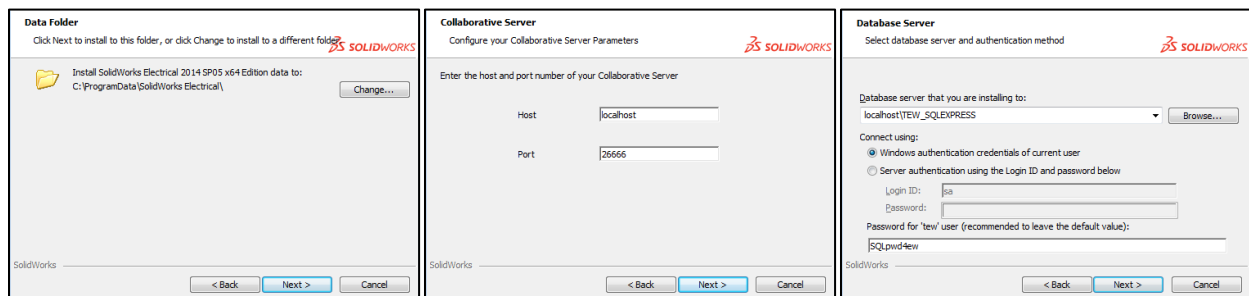 Data Folder
Click Next to install to this folder, or click Change to install to a different folder
SOLIDWORKS
Install SolidWorks Electrical 2014 SP05 x64 Edition data to:
C:\ProgramData\SolidWorks Electrical\
Change...
SolidWorks
< Back
Next >
Cancel
Collaborative Server
Configure your Collaborative Server Parameters
SOLIDWORKS
Enter the host and port number of your Collaborative Server
Host
localhost
Port
26666
SolidWorks
< Back
Next >
Cancel
Database Server
Select database server and authentication method
SOLIDWORKS
Database server that you are installing to:
localhost\TEW_SQLEXPRESS
Browse...
Connect using:
Windows authentication credentials of current user
Server authentication using the Login ID and password below
Login ID:
sa
Password:
Password for 'tew' user (recommended to leave the default value):
SQLpwd4ew
SolidWorks
< Back
Next >
Cancel